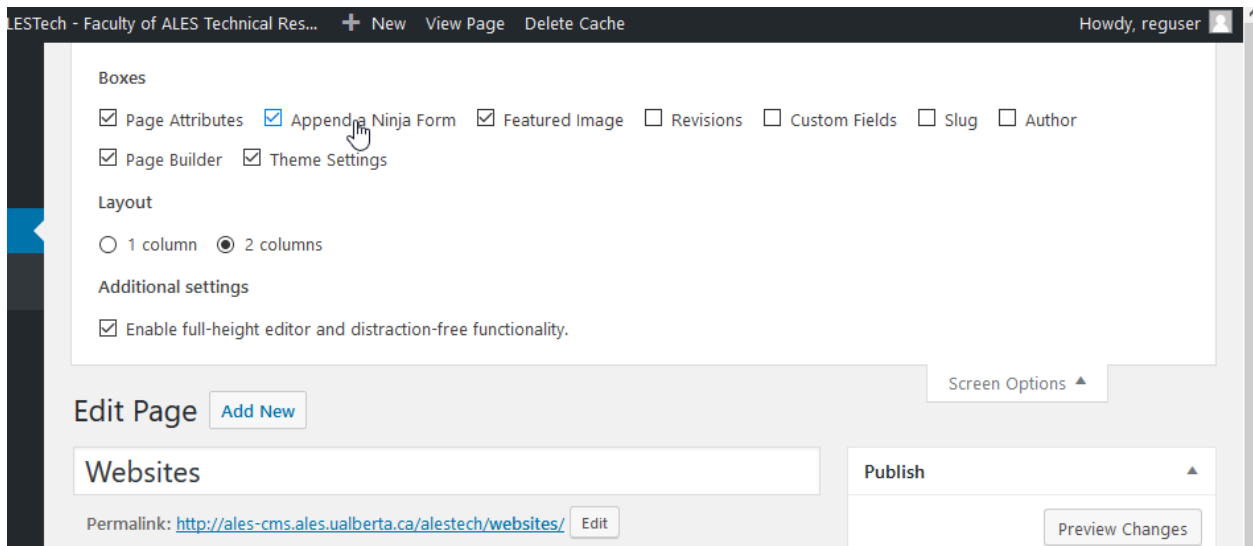 LESTech - Faculty of ALES Technical Res... New View Page Delete Cache Howdy, reguser
Boxes
Page Attributes Append a Ninja Form Featured Image Revisions Custom Fields Slug Author
Page Builder Theme Settings
Layout
1 column 2 columns
Additional settings
Enable full-height editor and distraction-free functionality.
Screen Options
Edit Page Add New
Websites
Publish
Permalink: http://ales-cms.ales.ualberta.ca/alestech/websites/ Edit
Preview Changes